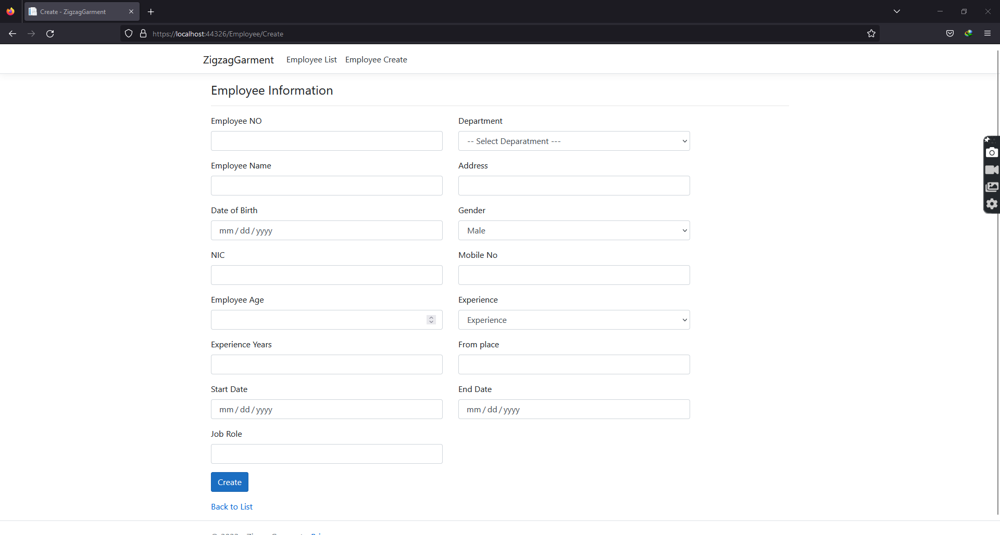 Create - ZigzagGarment
https://localhost:44326/Employee/Create
ZigzagGarment Employee List Employee Create
Employee Information
Employee NO Department
-- Select Deparatment ---
Employee Name Address
Date of Birth Gender
mm / dd / yyyy Male
NIC Mobile No
Employee Age Experience
Experience
Experience Years From place
Start Date End Date
mm / dd / yyyy mm / dd / yyyy
Job Role
Create
Back to List